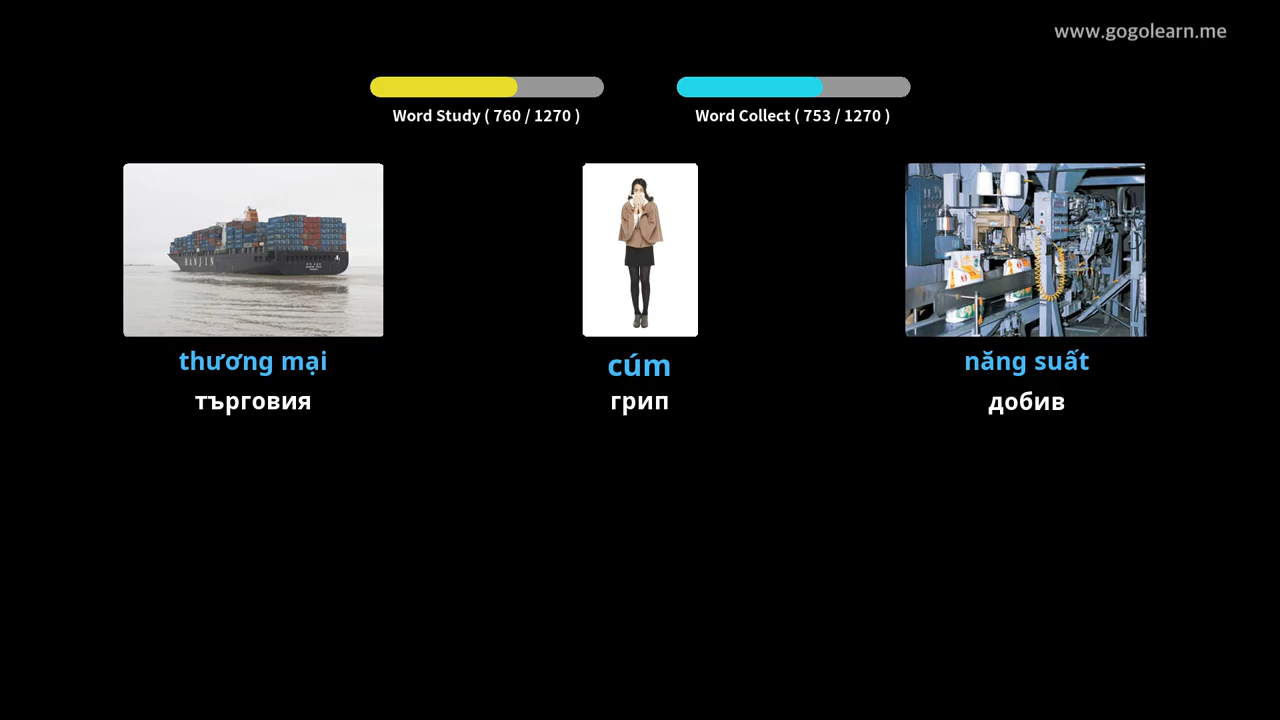 www.gogolearn.me
Word Study ( 760 / 1270 )
Word Collect ( 753 / 1270 )
HANJIN
thương mại
cúm
năng suất
търговия
грип
добив